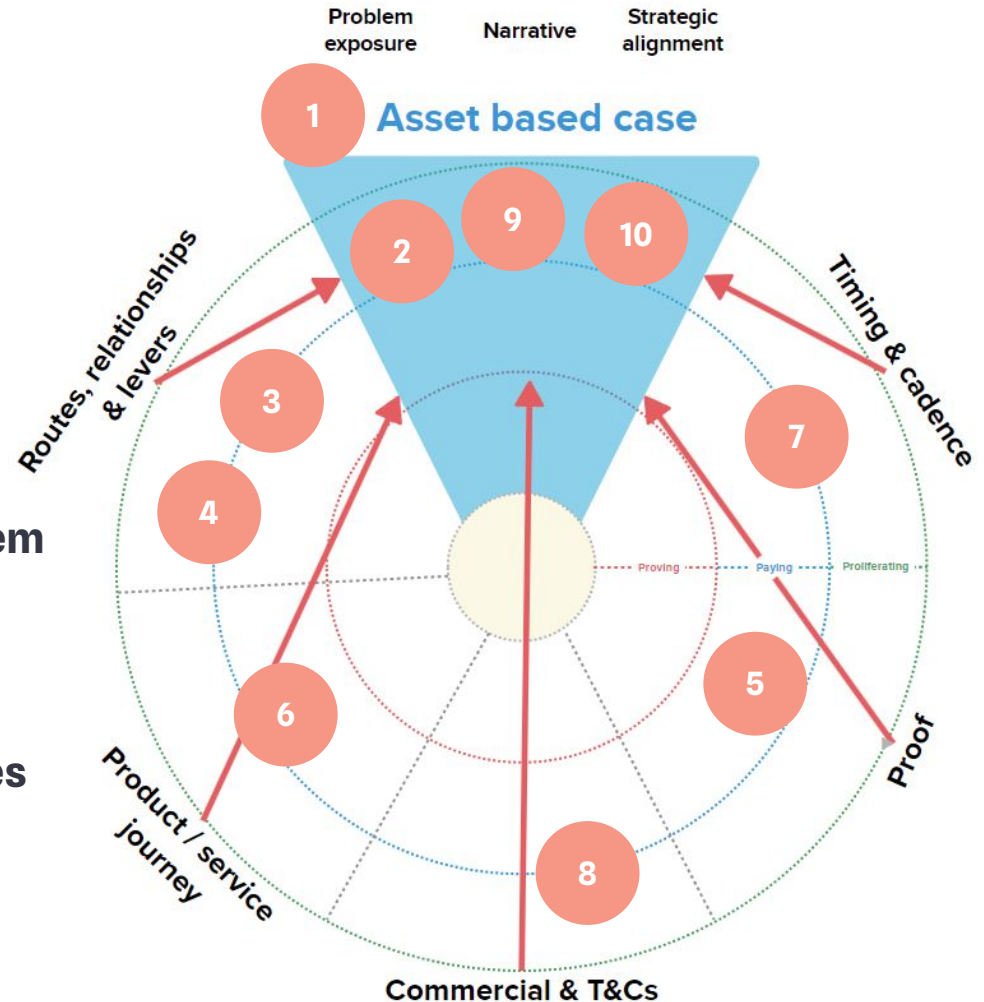 Problem
exposure
Narrative
Strategic
alignment
1
Asset based case
2
9
10
Routes, relationships
& levers
Timing & cadence
3
7
4
em
Proving
Paying
Proliferating
5
6
es
Proof
Product / service
journey
8
Commercial & T&Cs